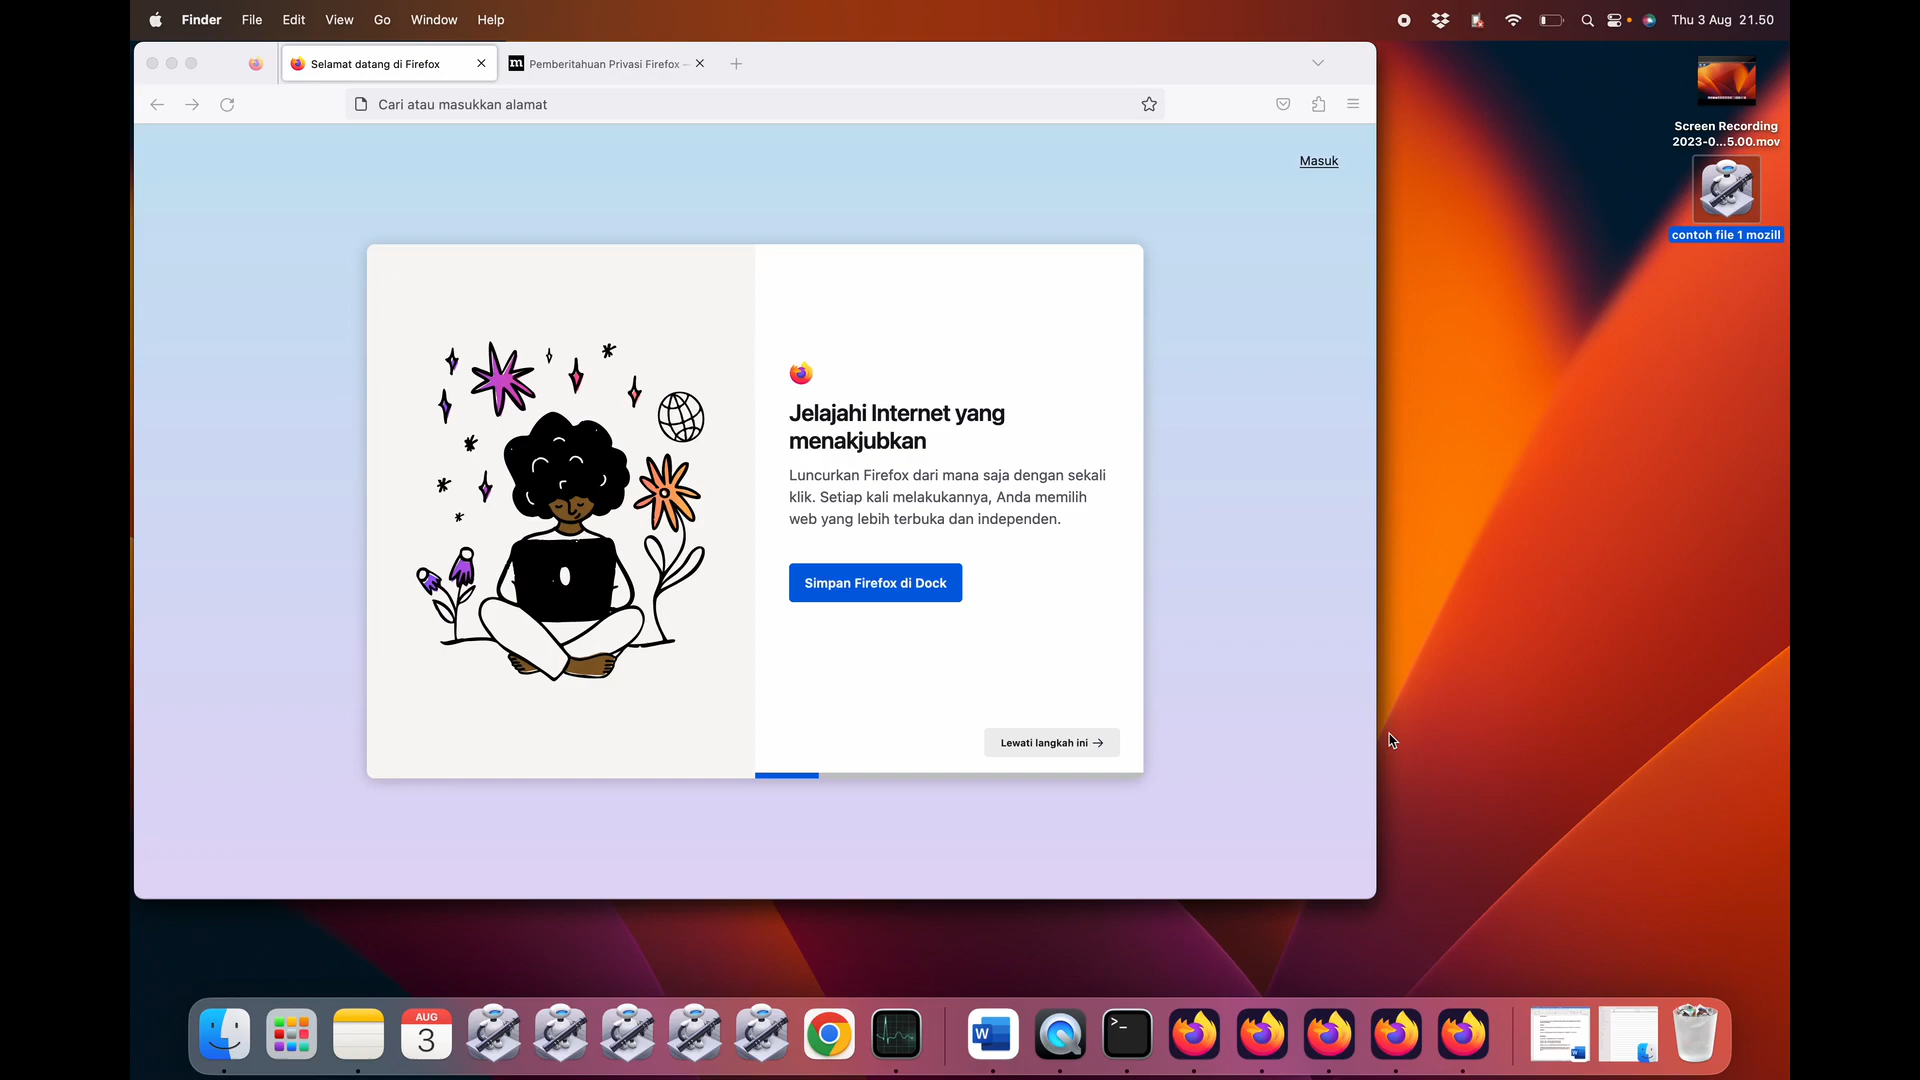 Finder File Edit View Go Window Help
Thu 3 Aug 21.50
Selamat datang di Firefox
m Pemberitahuan Privasi Firefox –
Cari atau masukkan alamat
Masuk
Screen Recording
2023-0...5.00.mov
contoh file 1 mozill
Jelajahi Internet yang
menakjubkan
Luncurkan Firefox dari mana saja dengan sekali
klik. Setiap kali melakukannya, Anda memilih
web yang lebih terbuka dan independen.
Simpan Firefox di Dock
Lewati langkah ini →
AUG
3
W
>_